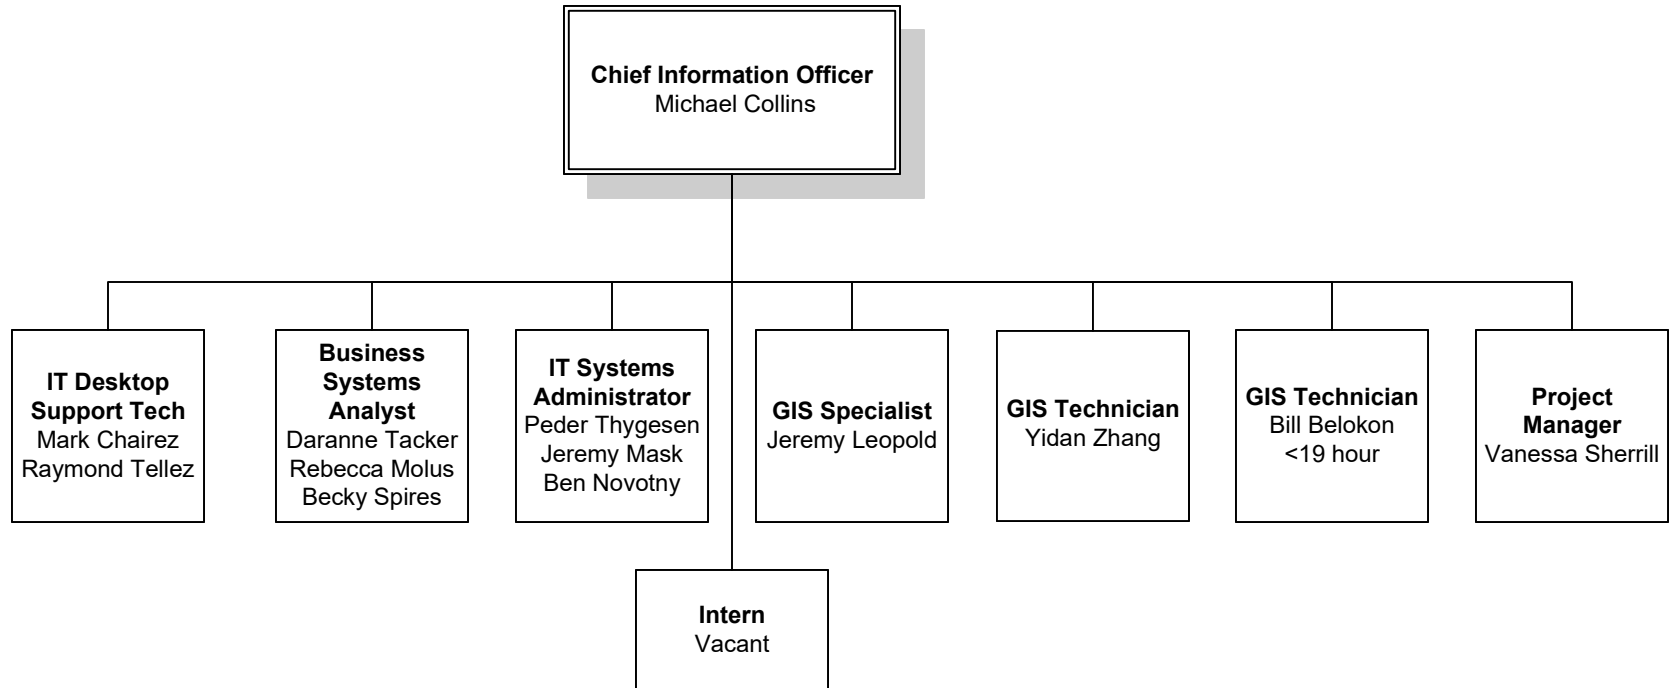 Chief Information Officer
Michael Collins
IT Desktop
Support Tech
Mark Chairez
Raymond Tellez
Business
Systems
Analyst
Daranne Tacker
Rebecca Molus
Becky Spires
IT Systems
Administrator
Peder Thygesen
Jeremy Mask
Ben Novotny
GIS Specialist
Jeremy Leopold
GIS Technician
Yidan Zhang
GIS Technician
Bill Belokon
<19 hour
Project
Manager
Vanessa Sherrill
Intern
Vacant